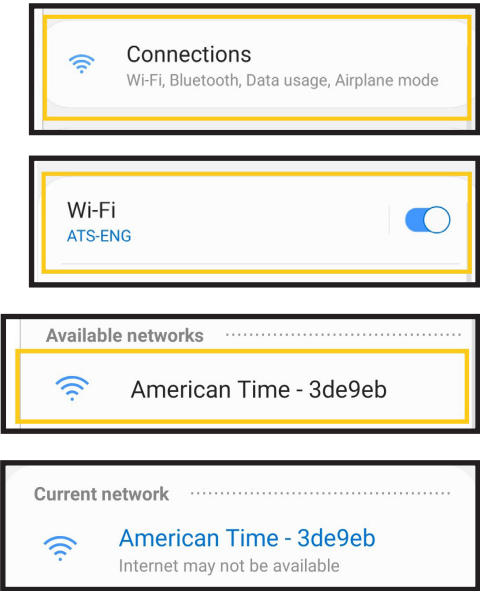 Connections
Wi-Fi, Bluetooth, Data usage, Airplane mode
Wi-Fi
ATS-ENG
Available networks
American Time - 3de9eb
Current network
American Time - 3de9eb
Internet may not be available